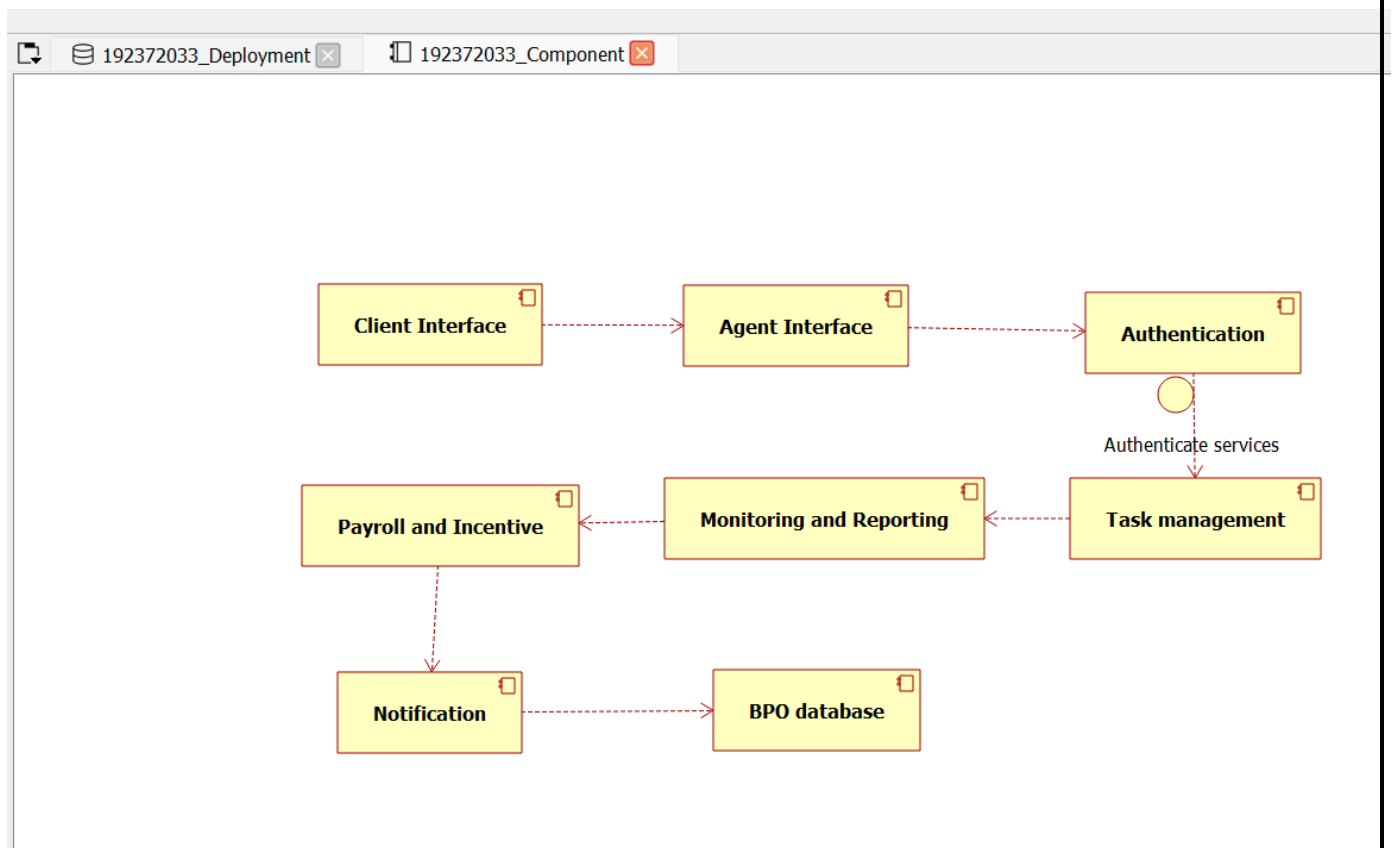 192372033_Deployment
192372033_Component
Client Interface
Agent Interface
Authentication
Authenticate services
Payroll and Incentive
Monitoring and Reporting
Task management
Notification
BPO database